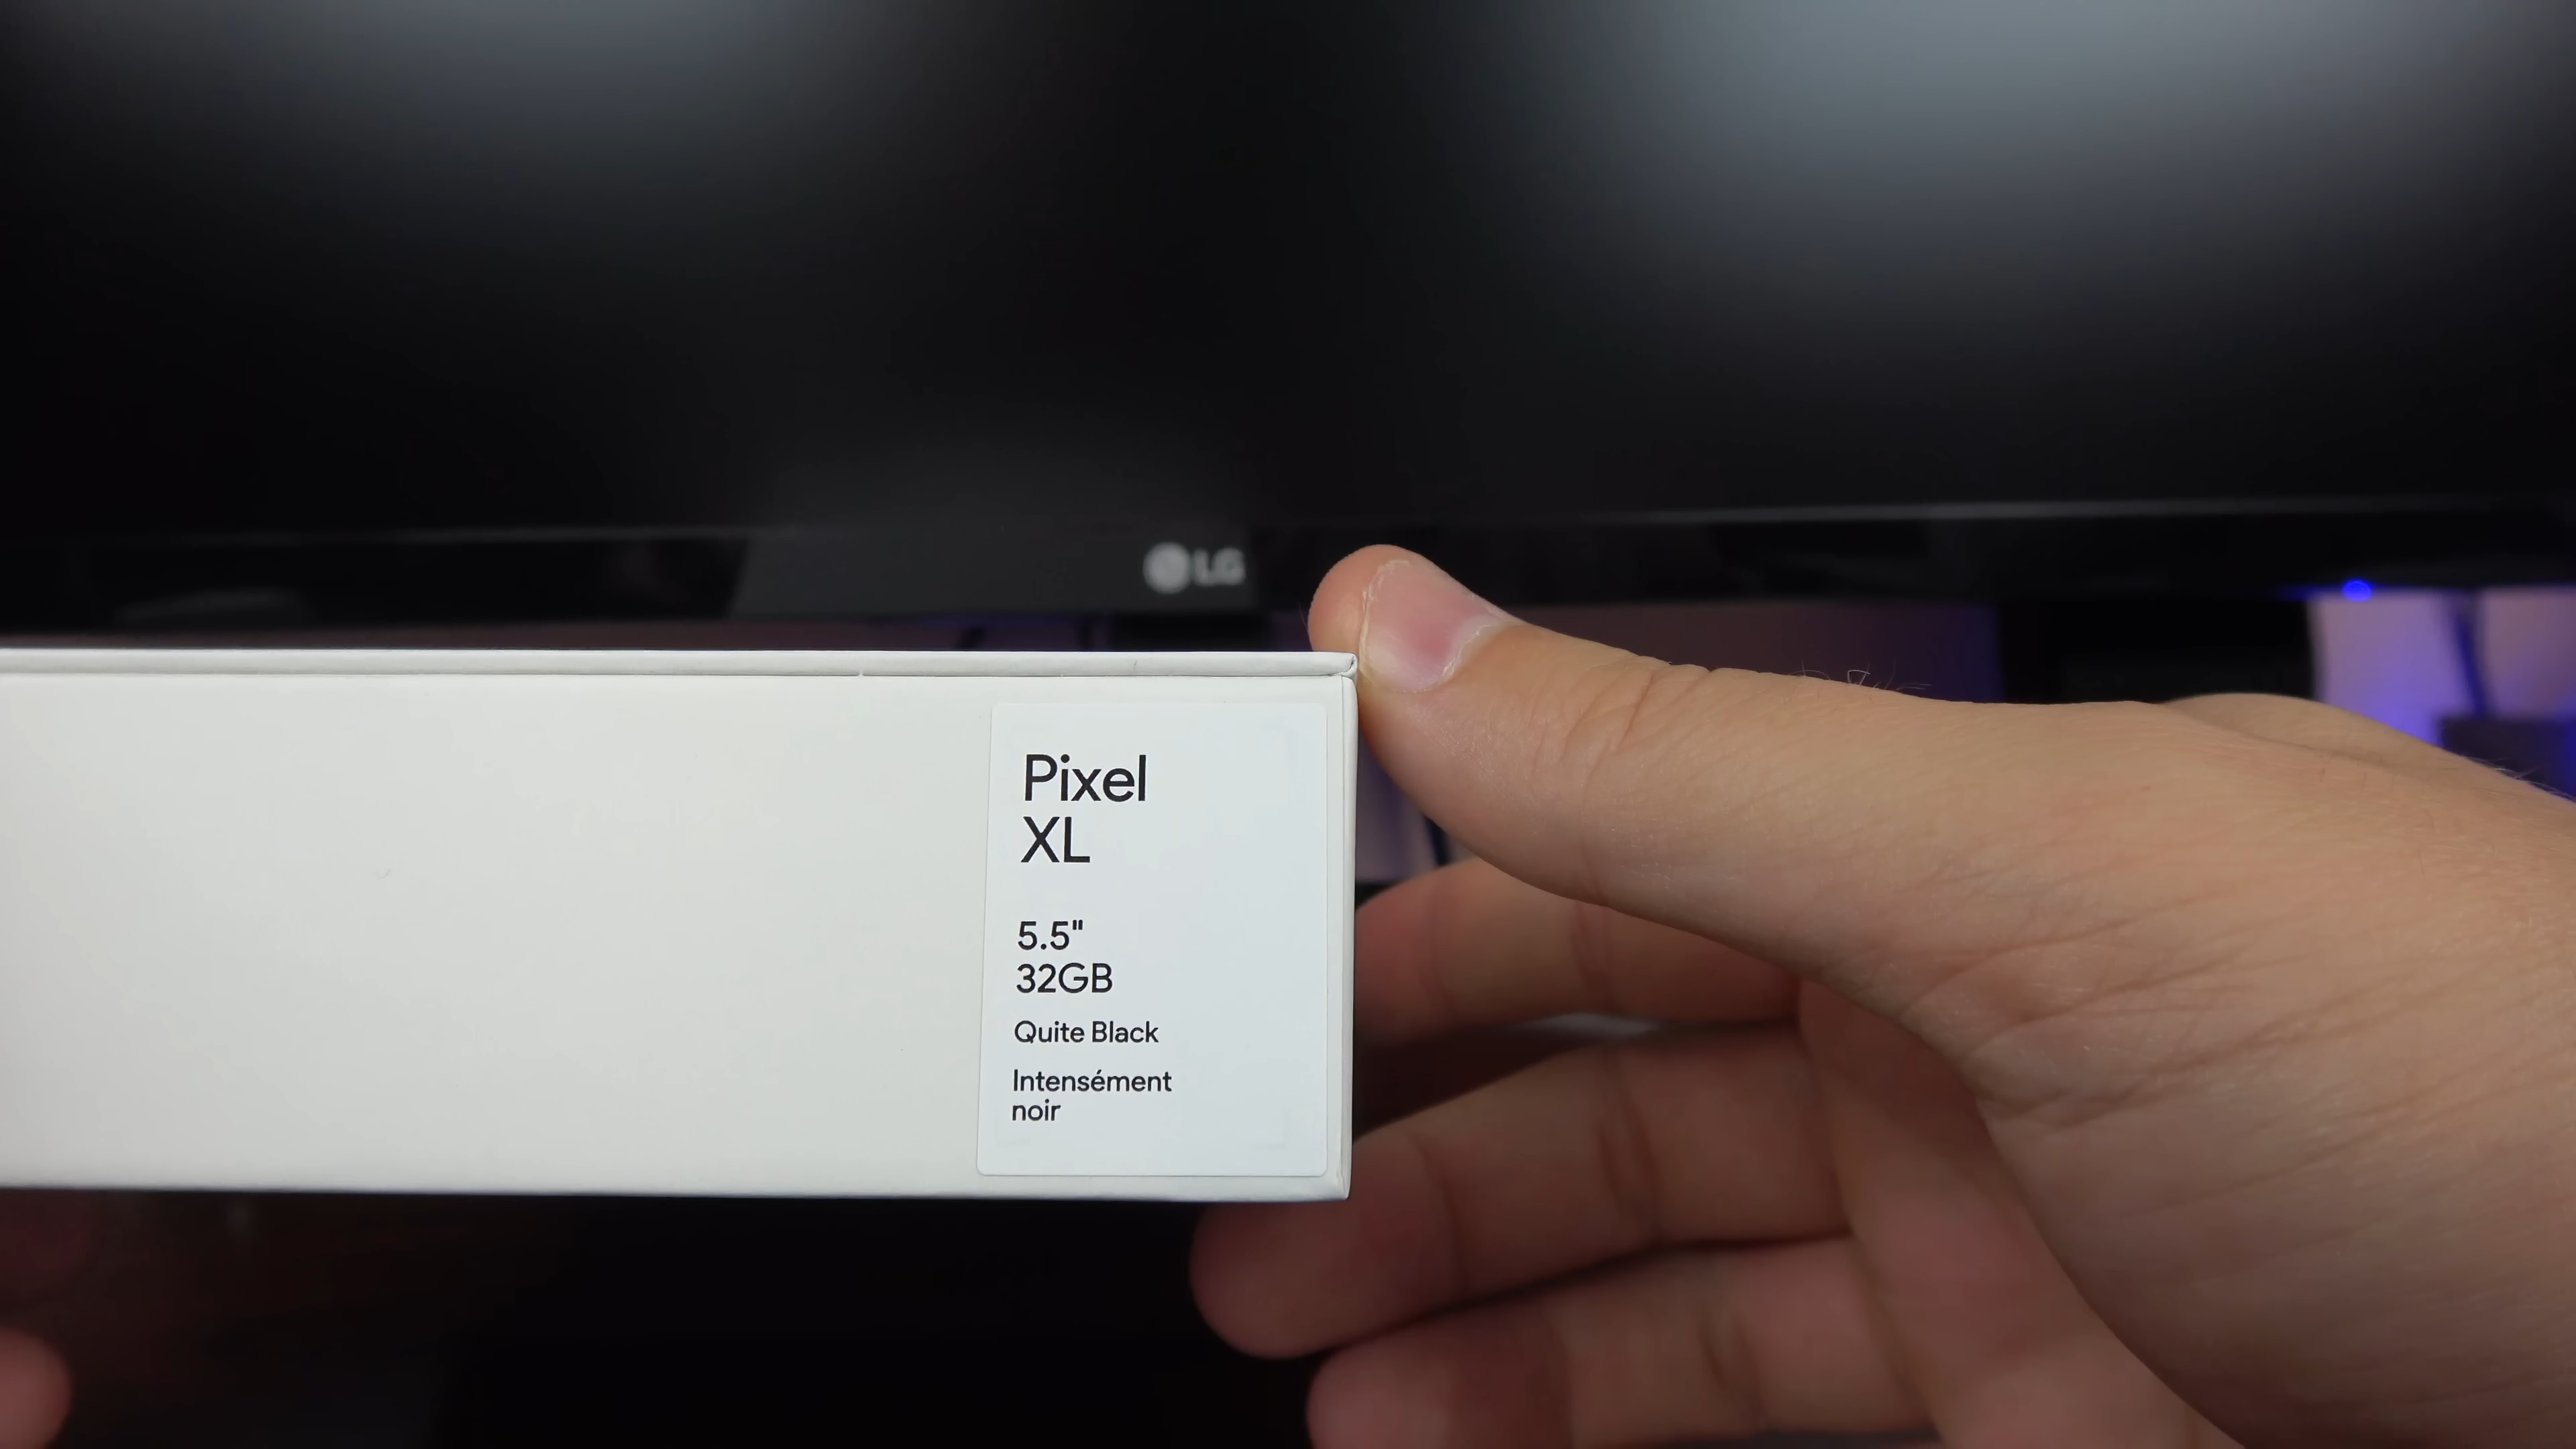 LG
Pixel
XL
5.5"
32GB
Quite Black
Intensément
noir